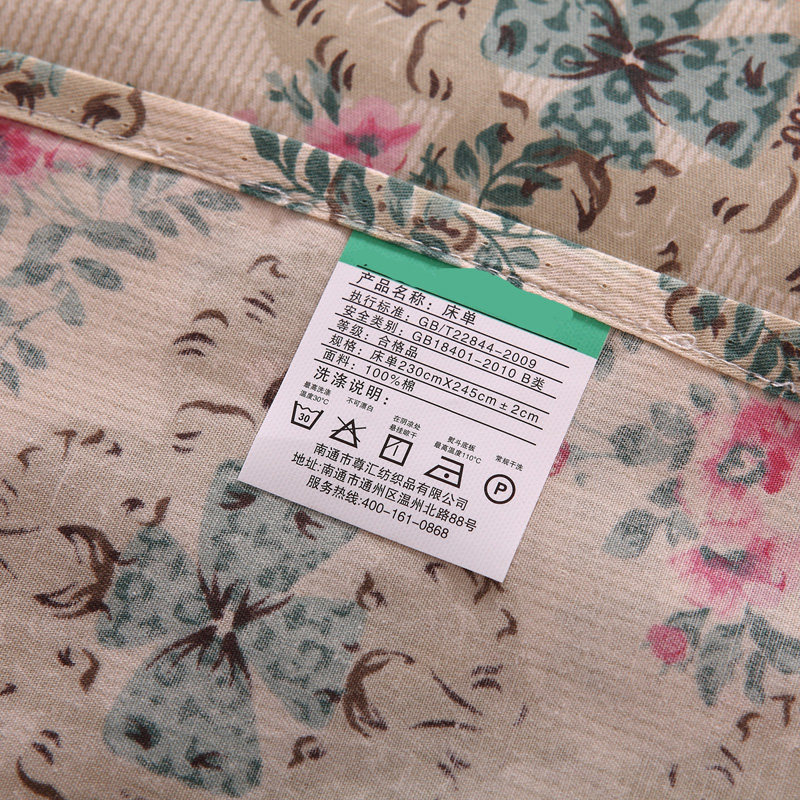 产品名称：床单
执行标准：GB/T22844-2009
安全类别：GB18401-2010 B类
等级：合格品
规格：床单230cmX245cm±2cm
面料：100%棉
洗涤说明：
最高洗涤 温度30°C
不可漂白
在阴凉处 悬挂晾干
熨斗底板 最高温度110°C
常规干洗
30
P
南通市尊汇纺织品有限公司
地址:南通市通州区温州北路88号
服务热线:400-161-0868